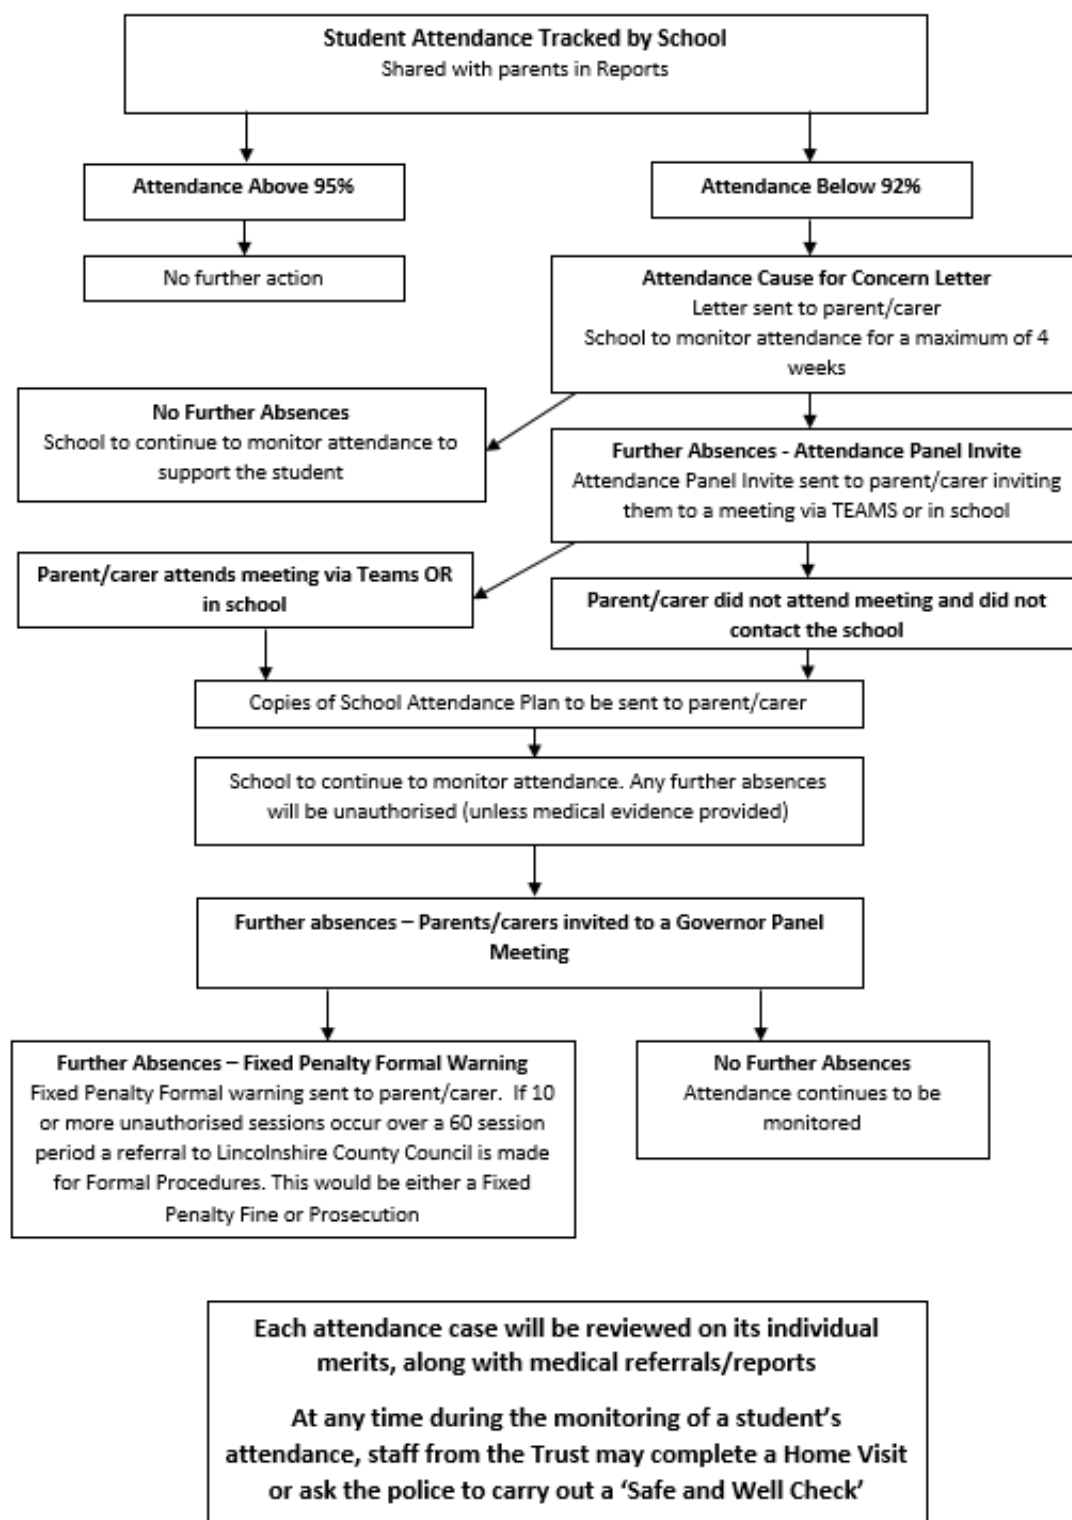 Student Attendance Tracked by School
Shared with parents in Reports
Attendance Above 95%
Attendance Below 92%
No further action
Attendance Cause for Concern Letter
Letter sent to parent/carer
School to monitor attendance for a maximum of 4
weeks
No Further Absences
School to continue to monitor attendance to
support the student
Further Absences - Attendance Panel Invite
Attendance Panel Invite sent to parent/carer inviting
them to a meeting via TEAMS or in school
Parent/carer attends meeting via Teams OR
in school
Parent/carer did not attend meeting and did not
contact the school
Copies of School Attendance Plan to be sent to parent/carer
School to continue to monitor attendance. Any further absences
will be unauthorised (unless medical evidence provided)
Further absences – Parents/carers invited to a Governor Panel
Meeting
Further Absences – Fixed Penalty Formal Warning
Fixed Penalty Formal warning sent to parent/carer. If 10
or more unauthorised sessions occur over a 60 session
period a referral to Lincolnshire County Council is made
for Formal Procedures. This would be either a Fixed
Penalty Fine or Prosecution
No Further Absences
Attendance continues to be
monitored
Each attendance case will be reviewed on its individual
merits, along with medical referrals/reports
At any time during the monitoring of a student’s
attendance, staff from the Trust may complete a Home Visit
or ask the police to carry out a ‘Safe and Well Check’